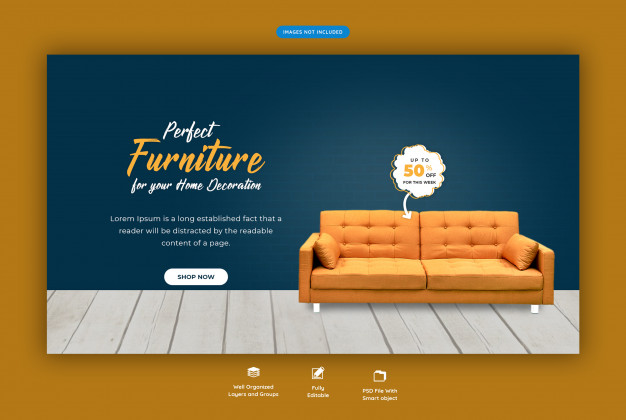 IMAGES NOT INCLUDED
Perfect
Furniture
for your Home Decoration
UP TO
50%
OFF
FOR THIS WEEK
Lorem Ipsum is a long established fact that a
reader will be distracted by the readable
content of a page.
SHOP NOW
Well Organized
Layers and Groups
Fully
Editable
PSD File With
Smart object